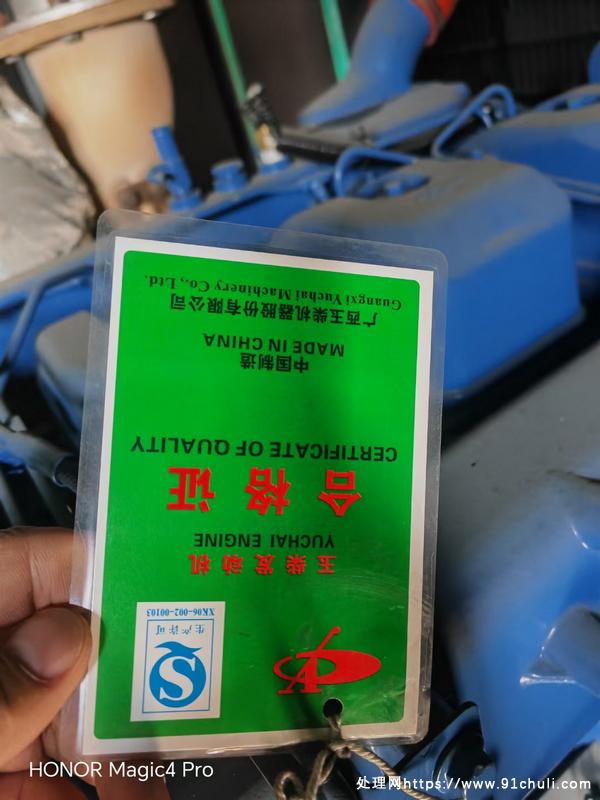 生产许可
XK06-002-00103
玉柴发动机
YUCHAI ENGINE
合格证
CERTIFICATE OF QUALITY
中国制造
MADE IN CHINA
广西玉柴机器股份有限公司
Guangxi Yuchai Machinery Co., Ltd.
HONOR Magic4 Pro
处理网https://www.91chuli.com